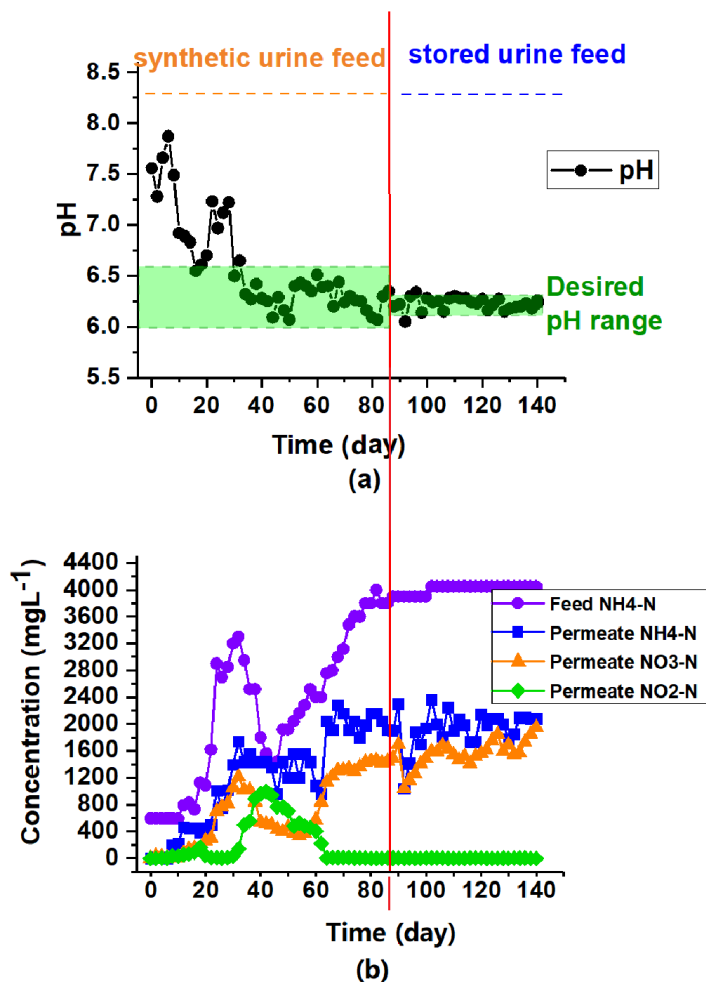 synthetic urine feed
stored urine feed
8.5
8.0
7.5
7.0
6.5
6.0
5.5
pH
pH
Desired
pH range
0 20 40 60 80 100 120 140
Time (day)
(a)
4400
4000
3600
3200
2800
2400
2000
1600
1200
800
400
0
Concentration (mgL⁻¹)
Feed NH4-N
Permeate NH4-N
Permeate NO3-N
Permeate NO2-N
0 20 40 60 80 100 120 140
Time (day)
(b)